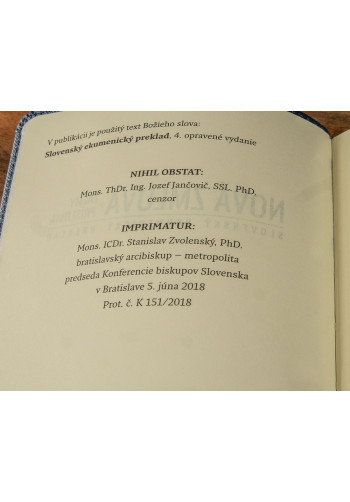 V publikácii je použitý text Božieho slova:
Slovenský ekumenický preklad, 4. opravené vydanie
NIHIL OBSTAT:
Mons. ThDr. Ing. Jozef Jančovič, SSL. PhD.
cenzor
IMPRIMATUR:
Mons. ICDr. Stanislav Zvolenský, PhD.
bratislavský arcibiskup – metropolita
predseda Konferencie biskupov Slovenska
v Bratislave 5. júna 2018
Prot. č. K 151/2018